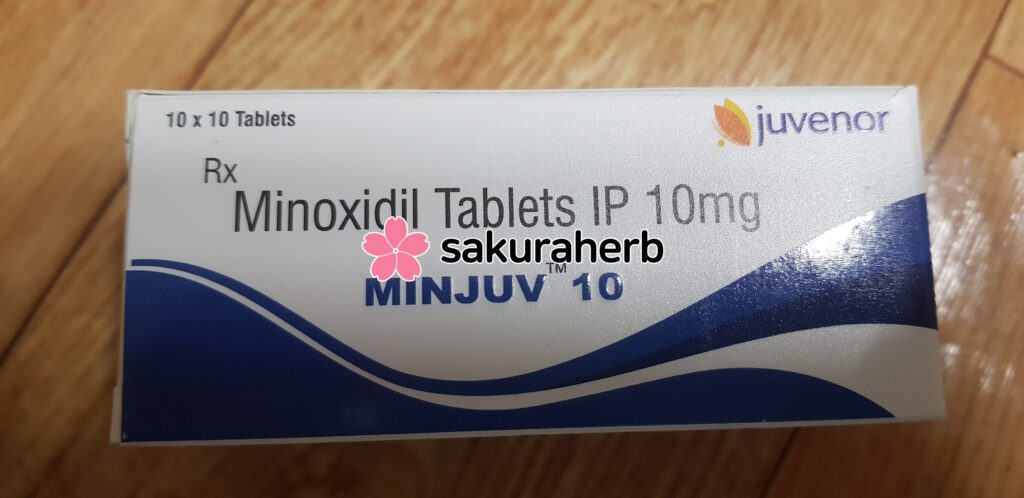 10 x 10 Tablets
juvenor
Rx
Minoxidil Tablets IP 10mg
sakuraherb
MINJUV™ 10